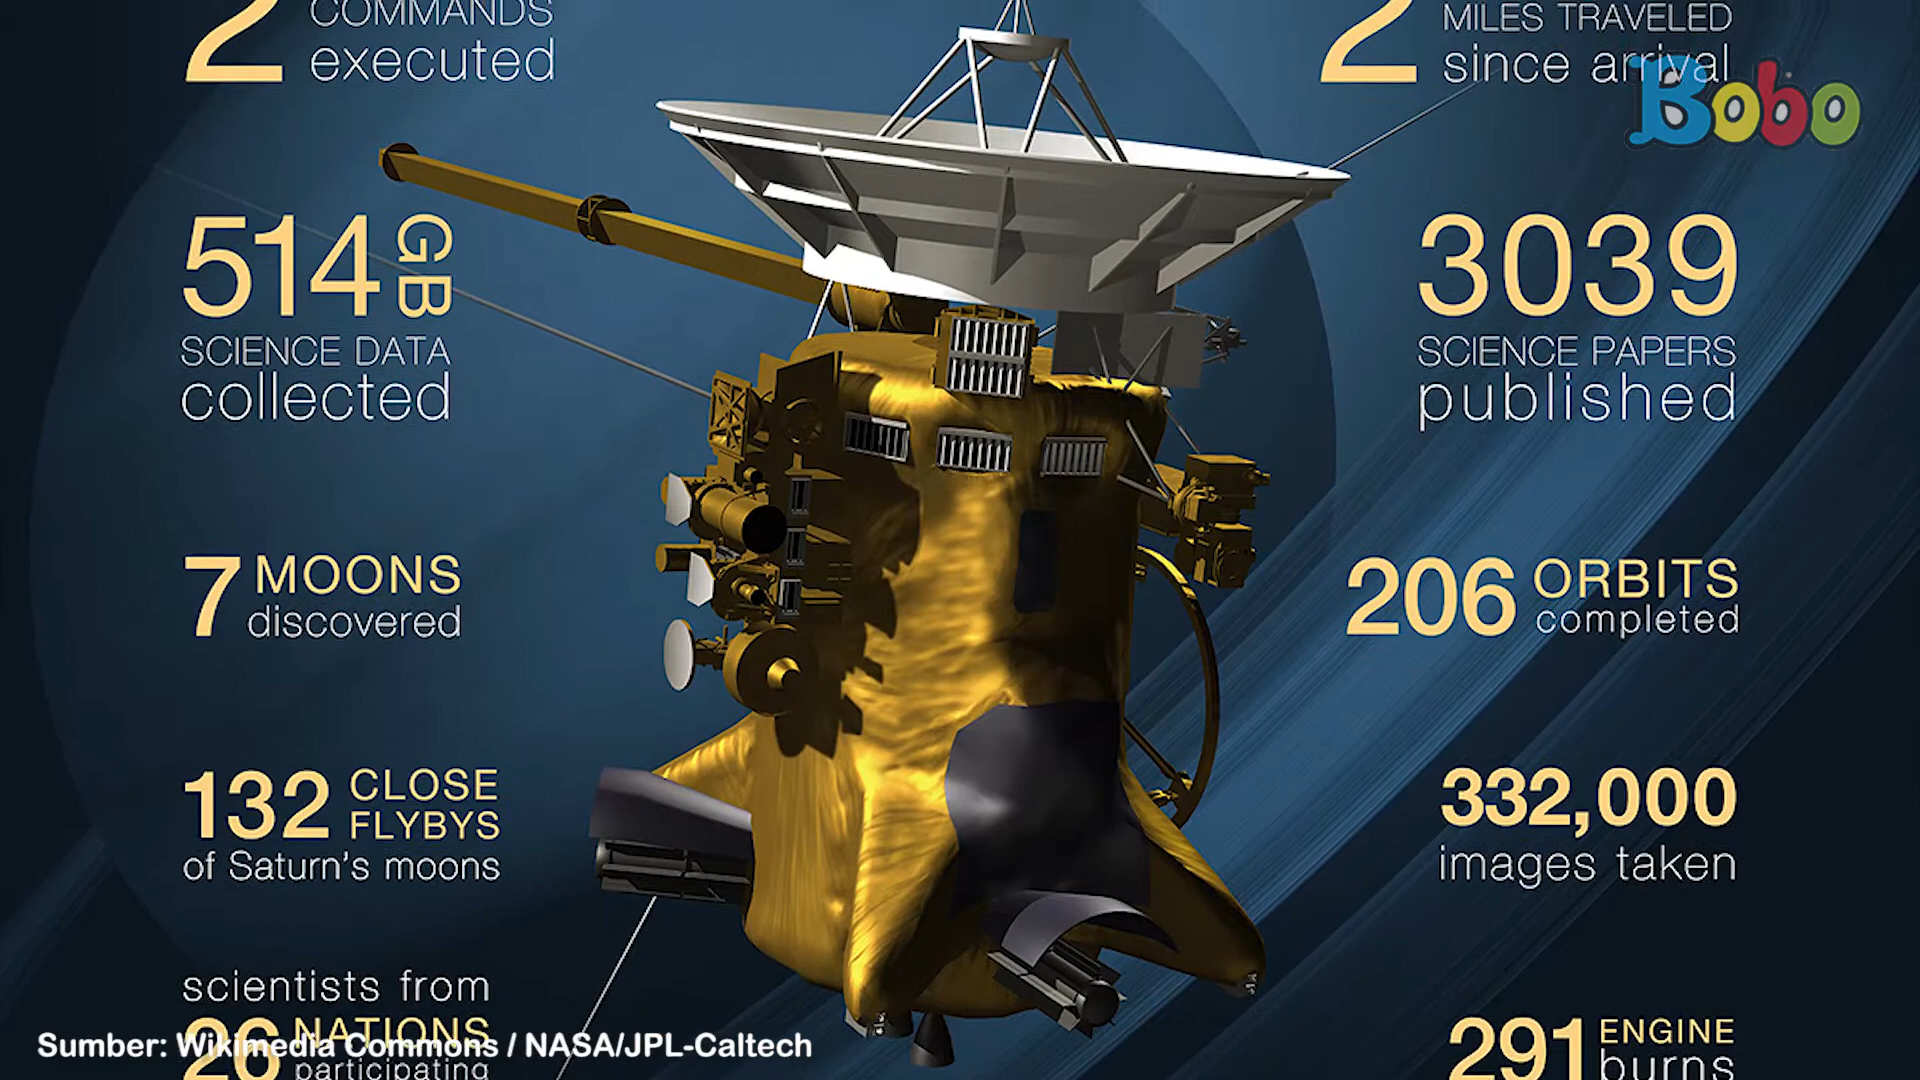 2 COMMANDS
executed
514 GB
SCIENCE DATA
collected
7 MOONS
discovered
132 CLOSE
FLYBYS
of Saturn's moons
scientists from
26 NATIONS
participating
2 MILES TRAVELED
since arrival
Bobo
3039
SCIENCE PAPERS
published
206 ORBITS
completed
332,000
images taken
291 ENGINE
burns
Sumber: Wikimedia Commons / NASA/JPL-Caltech